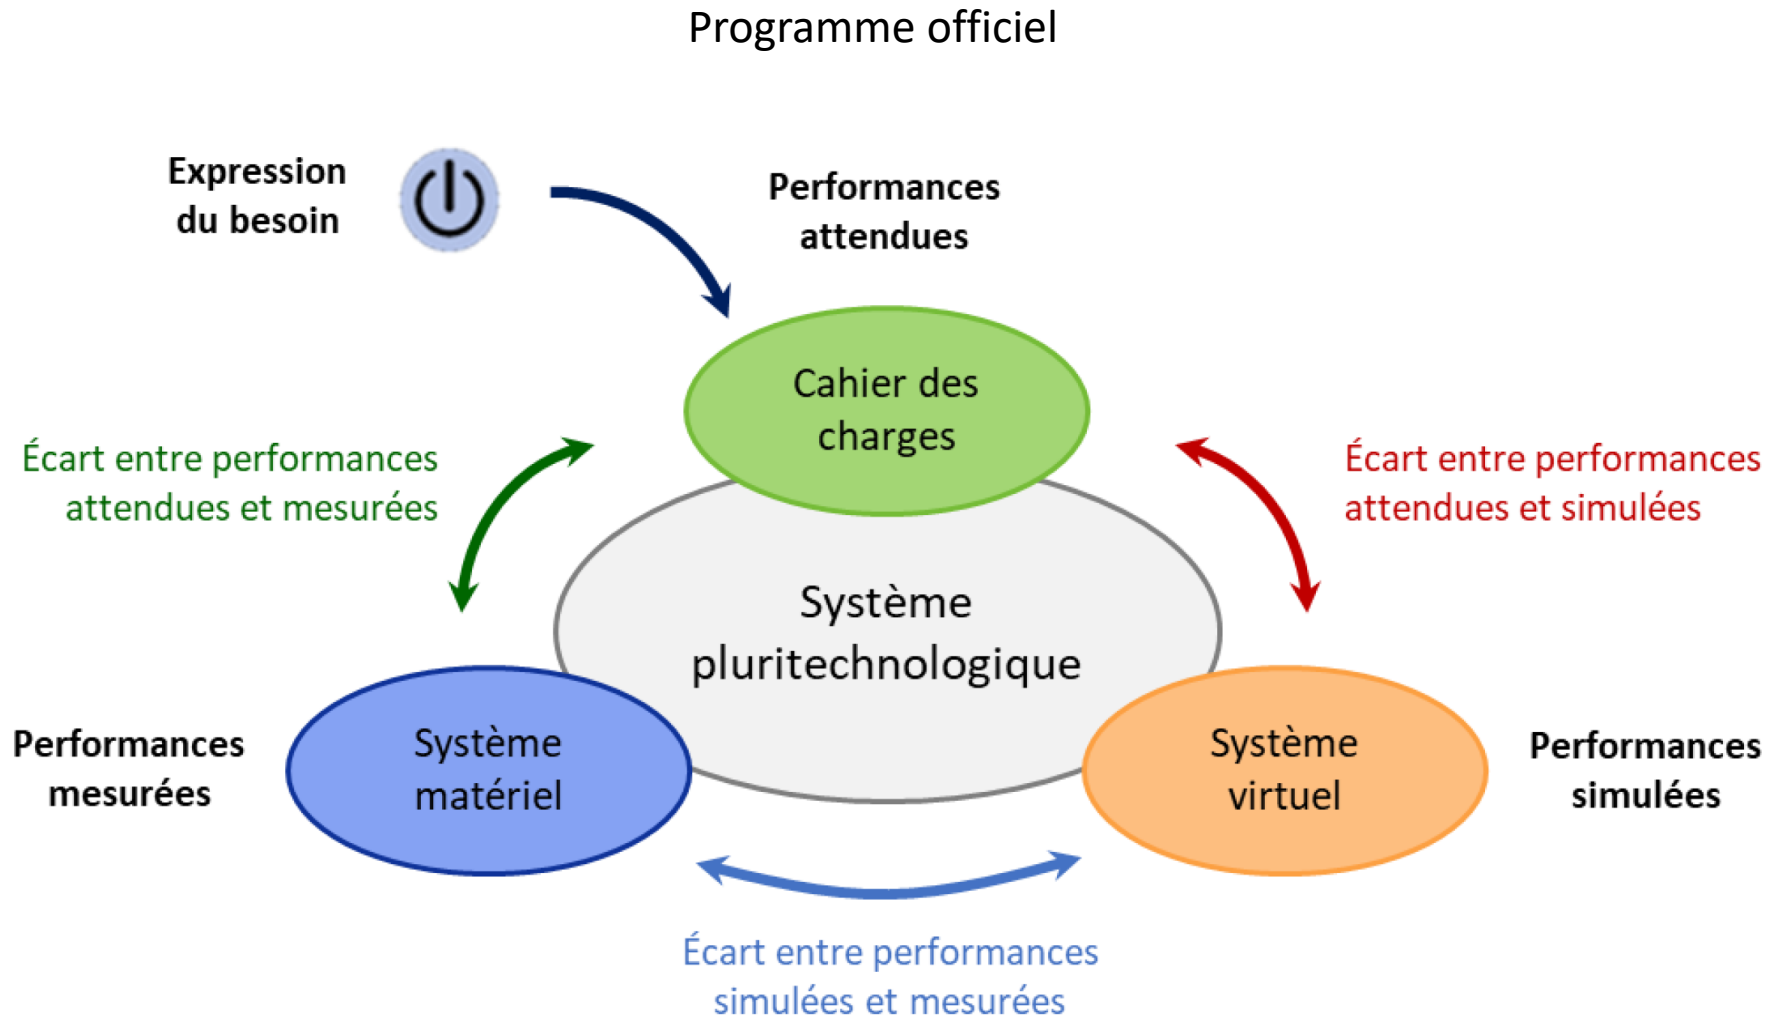 Programme officiel
Expression
du besoin
Performances
attendues
Cahier des
charges
Écart entre performances
attendues et mesurées
Écart entre performances
attendues et simulées
Système
pluritechnologique
Performances
mesurées
Système
matériel
Système
virtuel
Performances
simulées
Écart entre performances
simulées et mesurées